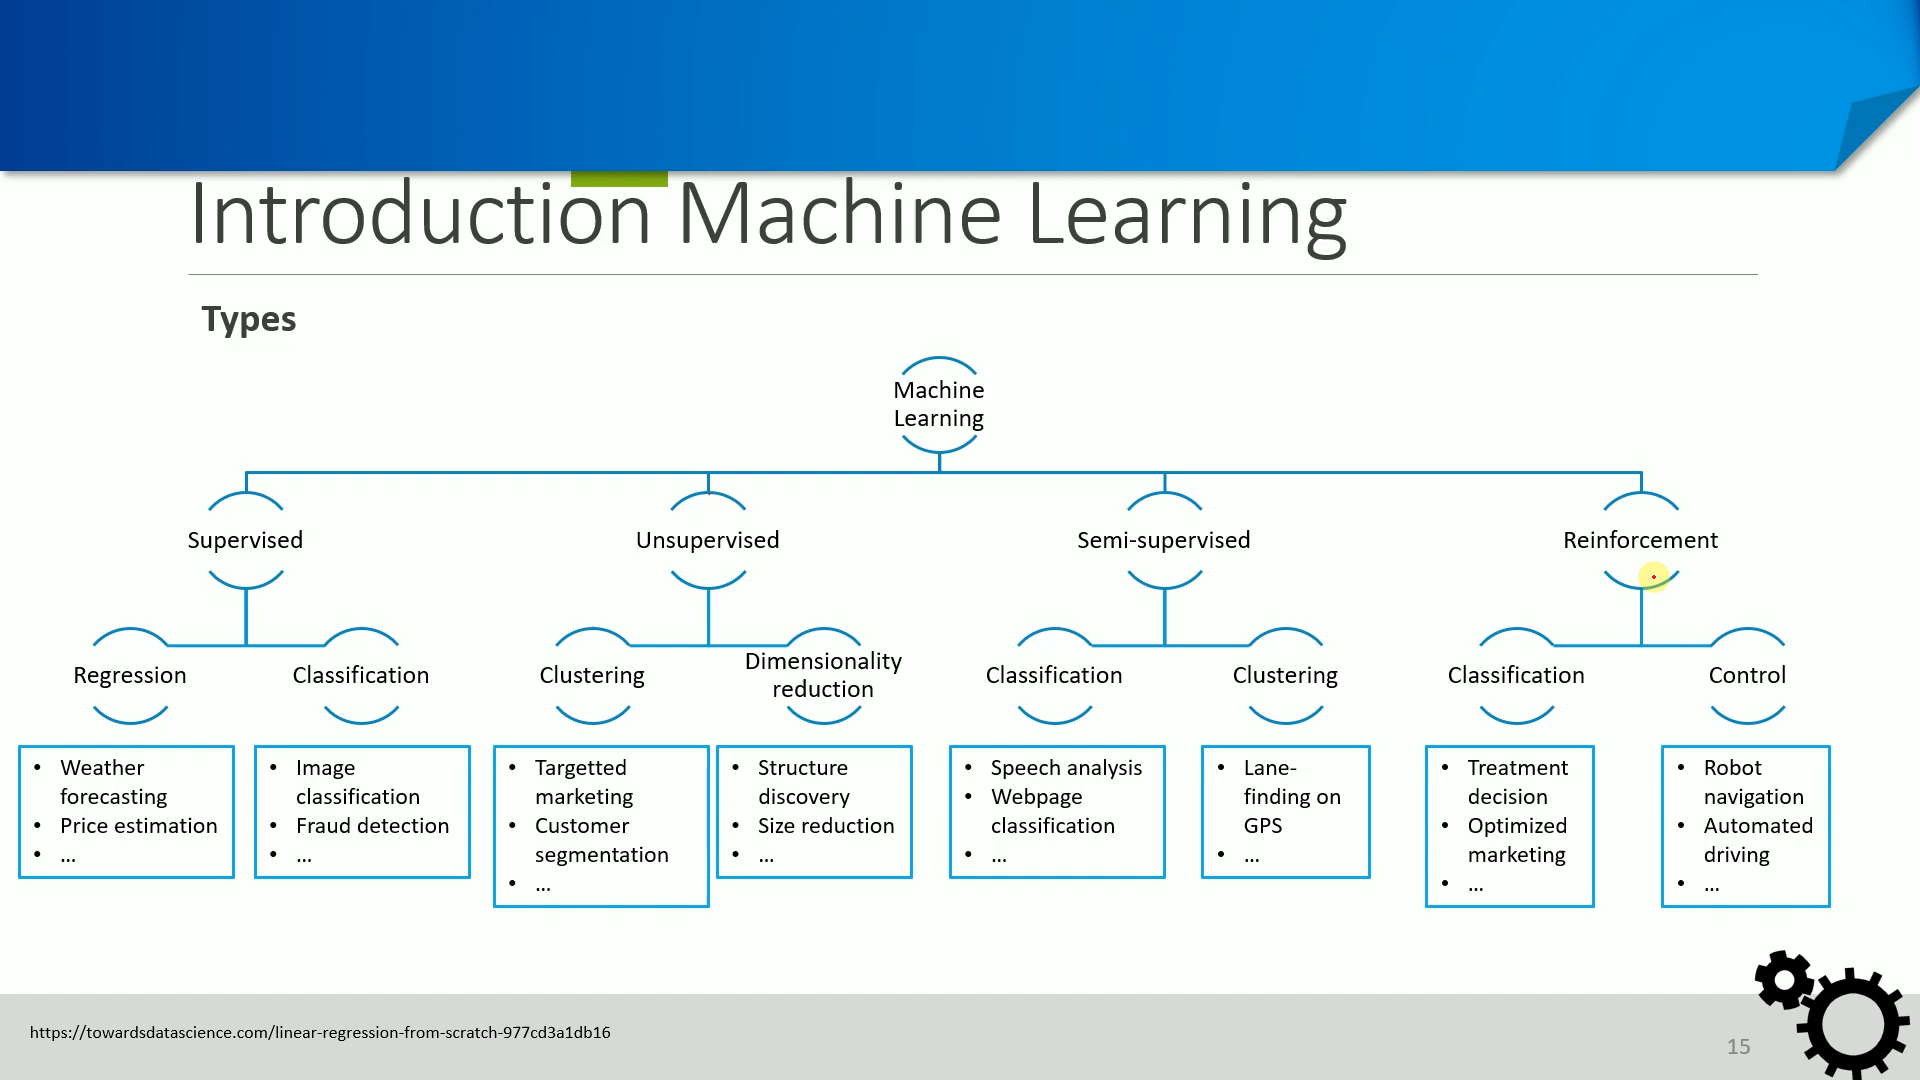 Introduction Machine Learning
Types
Machine
Learning
Supervised
Unsupervised
Semi-supervised
Reinforcement
Regression
Classification
Clustering
Dimensionality
reduction
Classification
Clustering
Classification
Control
• Weather
forecasting
• Price estimation
• ...
• Image
classification
• Fraud detection
• ...
• Targetted
marketing
• Customer
segmentation
• ...
• Structure
discovery
• Size reduction
• ...
• Speech analysis
• Webpage
classification
• ...
• Lane-
finding on
GPS
• ...
• Treatment
decision
• Optimized
marketing
• ...
• Robot
navigation
• Automated
driving
• ...
https://towardsdatascience.com/linear-regression-from-scratch-977cd3a1db16
15